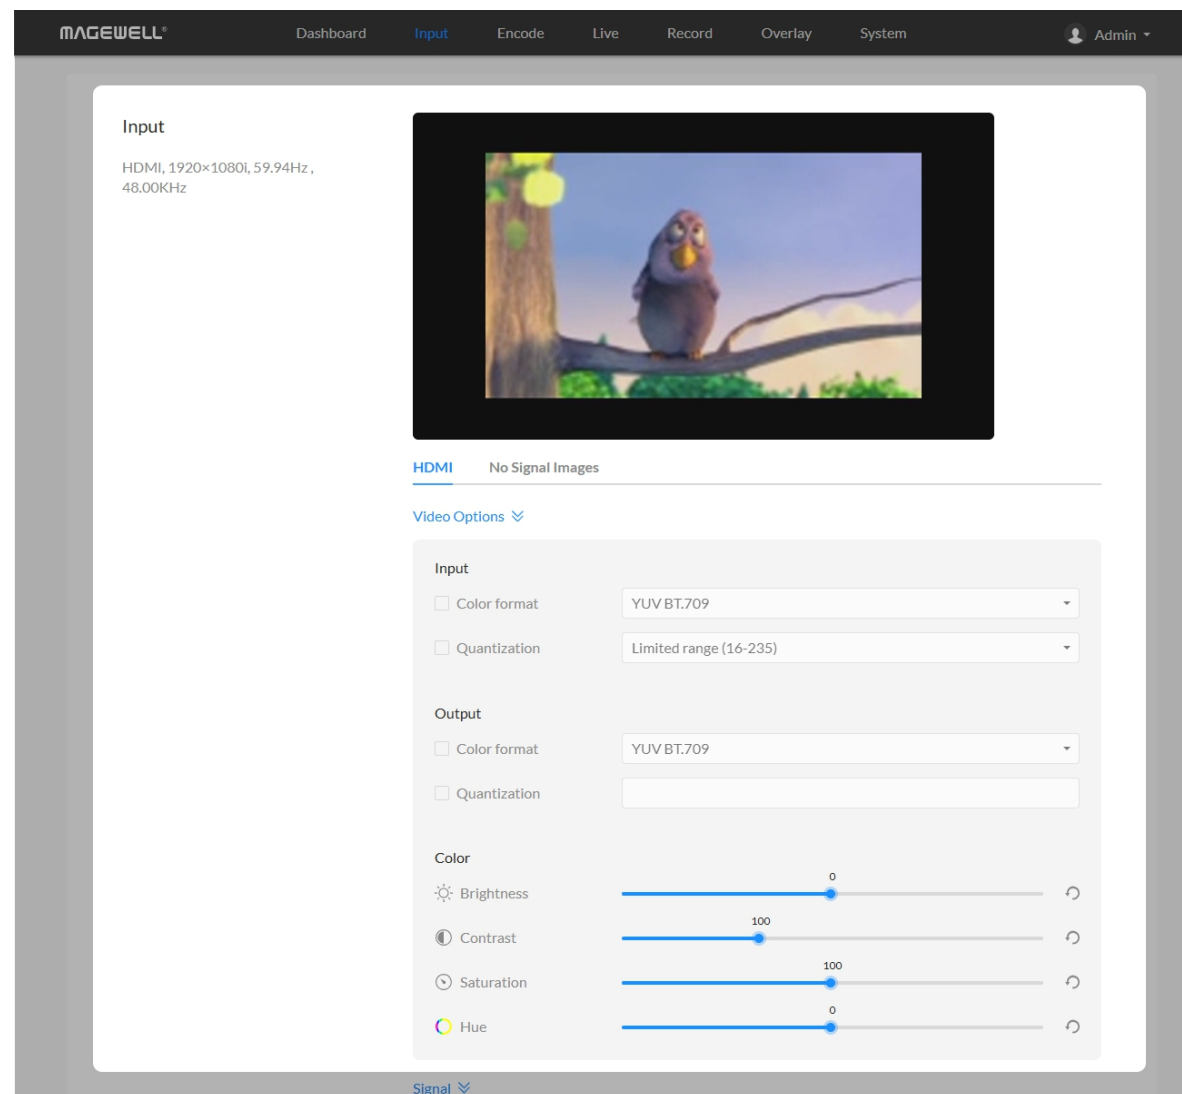 MAGEWELL®
Dashboard Input Encode Live Record Overlay System Admin
Input
HDMI, 1920×1080i, 59.94Hz ,
48.00KHz
HDMI No Signal Images
Video Options
Input
Color format YUV BT.709
Quantization Limited range (16-235)
Output
Color format YUV BT.709
Quantization
Color
0
Brightness
100
Contrast
100
Saturation
0
Hue
Signal